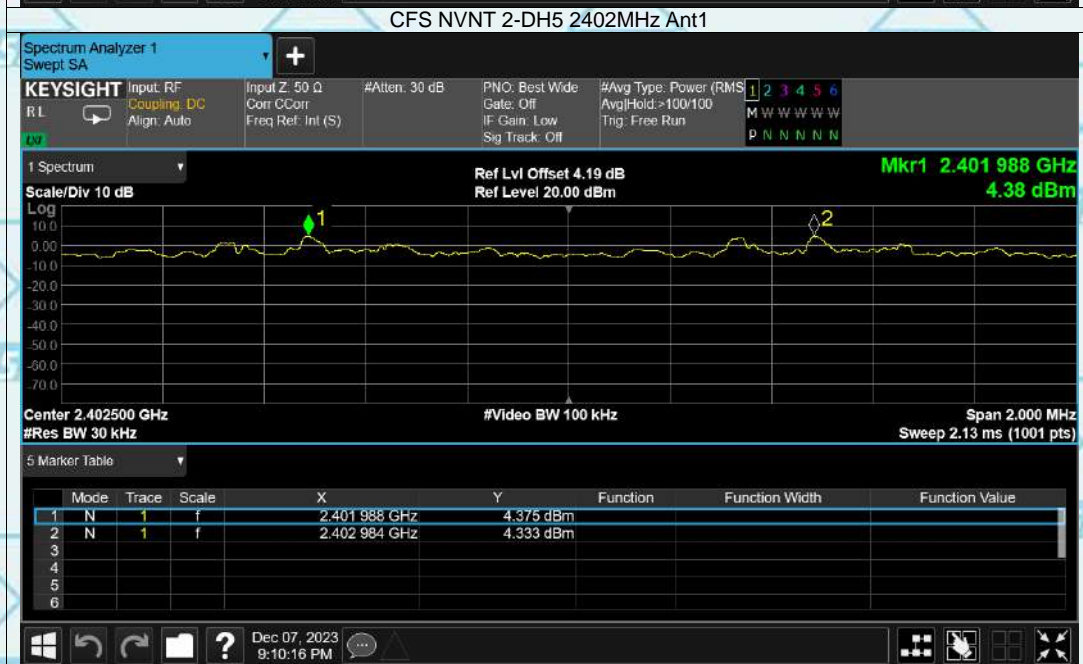 CFS NVNT 2-DH5 2402MHz Ant1
Spectrum Analyzer 1
Swept SA
+
KEYSIGHT Input: RF Input Z: 50 Ω #Atten: 30 dB PNO: Best Wide #Avg Type: Power (RMS 1 2 3 4 5 6
RL Coupling: DC Corr CCorr Gate: Off Avg|Hold:>100/100 M W W W W W
Align: Auto Freq Ref: Int (S) IF Gain: Low Trig: Free Run
LXI Sig Track: Off P N N N N N
1 Spectrum Ref Lvl Offset 4.19 dB Mkr1 2.401 988 GHz
Scale/Div 10 dB Ref Level 20.00 dBm 4.38 dBm
Log
10.0 1 2
0.00
-10.0
-20.0
-30.0
-40.0
-50.0
-60.0
-70.0
Center 2.402500 GHz #Video BW 100 kHz Span 2.000 MHz
#Res BW 30 kHz Sweep 2.13 ms (1001 pts)
5 Marker Table
Mode Trace Scale X Y Function Function Width Function Value
1 N 1 f 2.401 988 GHz 4.375 dBm
2 N 1 f 2.402 984 GHz 4.333 dBm
3
4
5
6
? Dec 07, 2023
9:10:16 PM